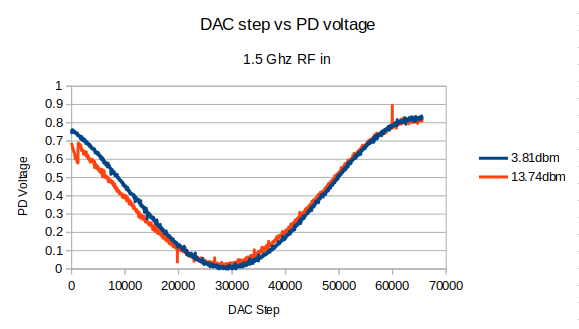 DAC step vs PD voltage
1.5 Ghz RF in
1
0.9
0.8
0.7
0.6
0.5
0.4
0.3
0.2
0.1
0
PD Voltage
0 10000 20000 30000 40000 50000 60000 70000
DAC Step
3.81dbm
13.74dbm